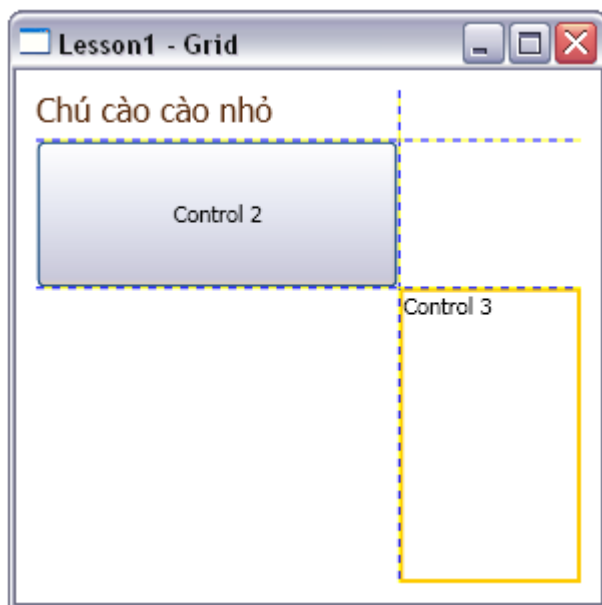 Lesson1 - Grid
Chú cào cào nhỏ
Control 2
Control 3